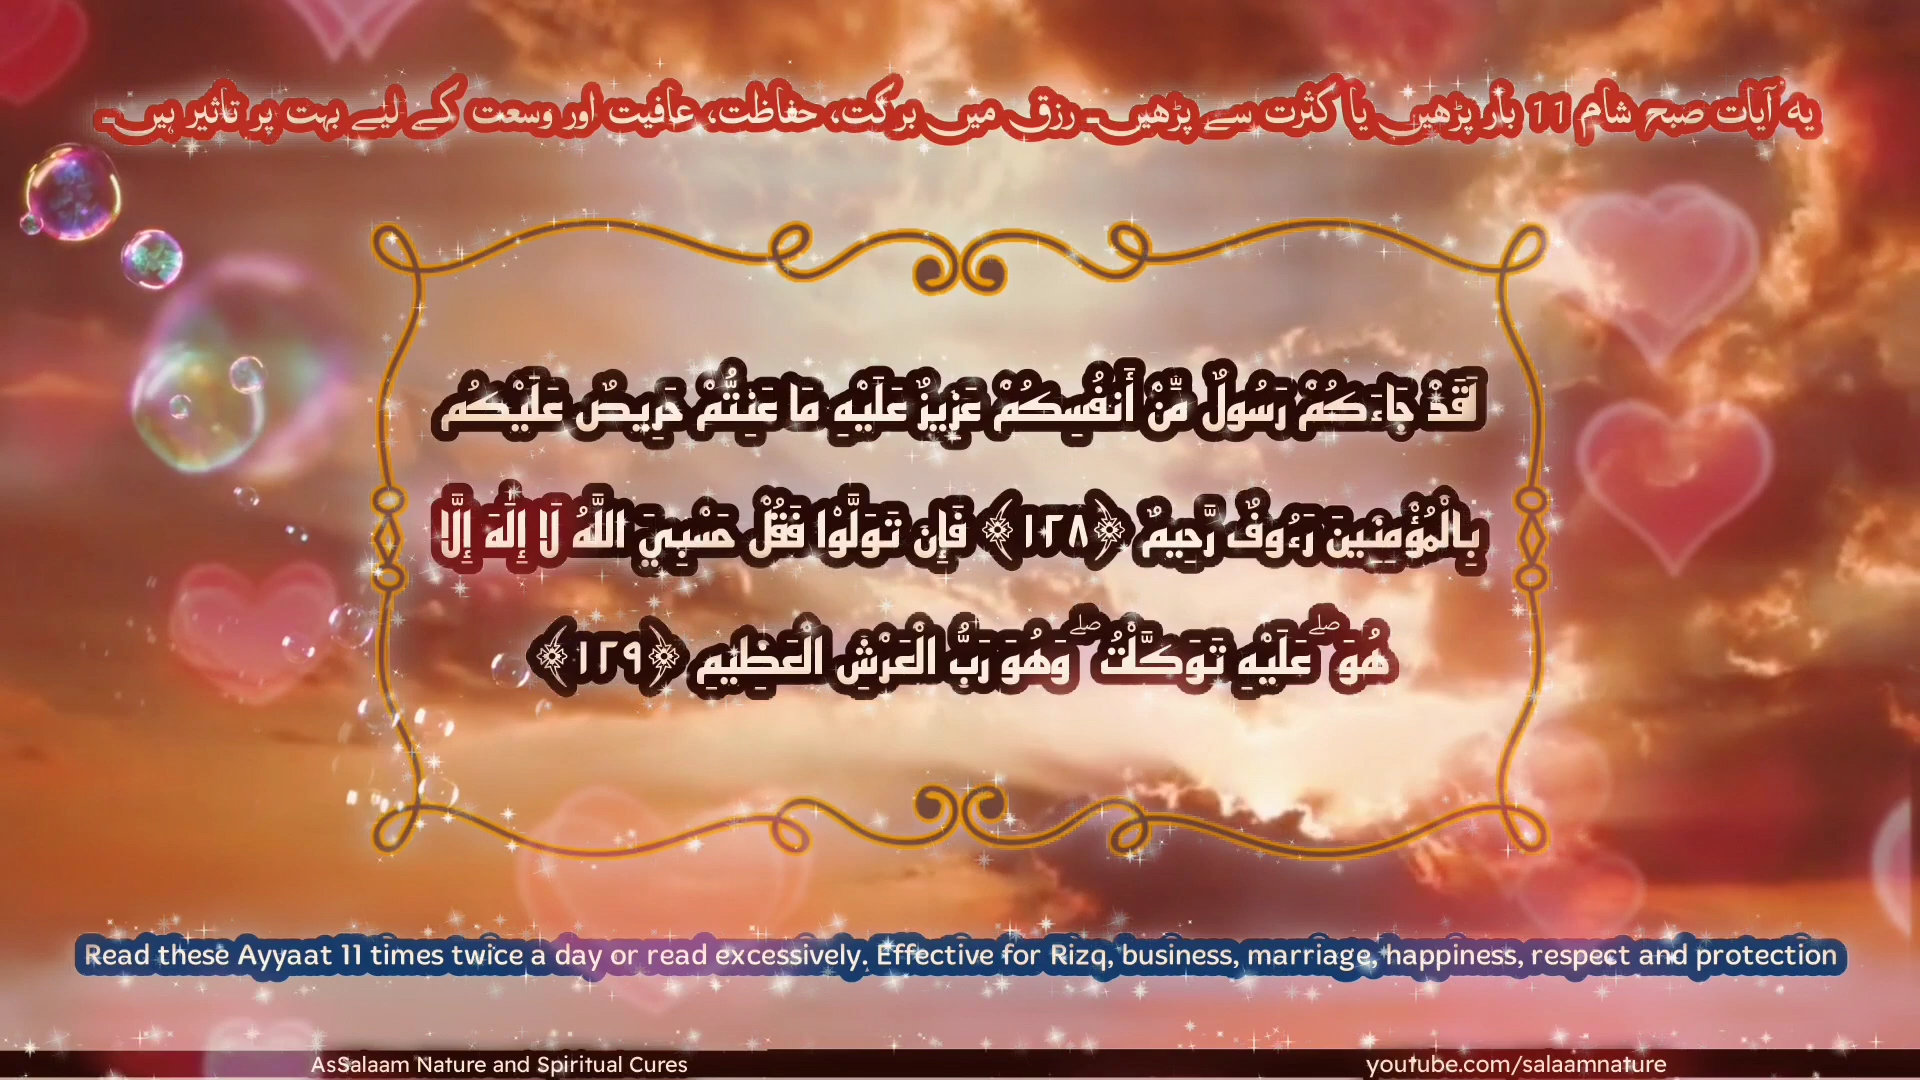 یہ آیات صبح شام 11 بار پڑھیں یا کثرت سے پڑھیں۔ رزق میں برکت، حفاظت، عافیت اور وسعت کے لیے بہت پر تاثیر ہیں۔
لَقَدْ جَاءَكُمْ رَسُولٌ مِّنْ أَنفُسِكُمْ عَزِيزٌ عَلَيْهِ مَا عَنِتُّمْ حَرِيصٌ عَلَيْكُم
بِالْمُؤْمِنِينَ رَءُوفٌ رَّحِيمٌ ﴿١٢٨﴾ فَإِن تَوَلَّوْا فَقُلْ حَسْبِيَ اللَّهُ لَا إِلَٰهَ إِلَّا
هُوَ ۖ عَلَيْهِ تَوَكَّلْتُ ۖ وَهُوَ رَبُّ الْعَرْشِ الْعَظِيمِ ﴿١٢٩﴾
Read these Ayyaat 11 times twice a day or read excessively. Effective for Rizq, business, marriage, happiness, respect and protection
AsSalaam Nature and Spiritual Cures
youtube.com/salaamnature